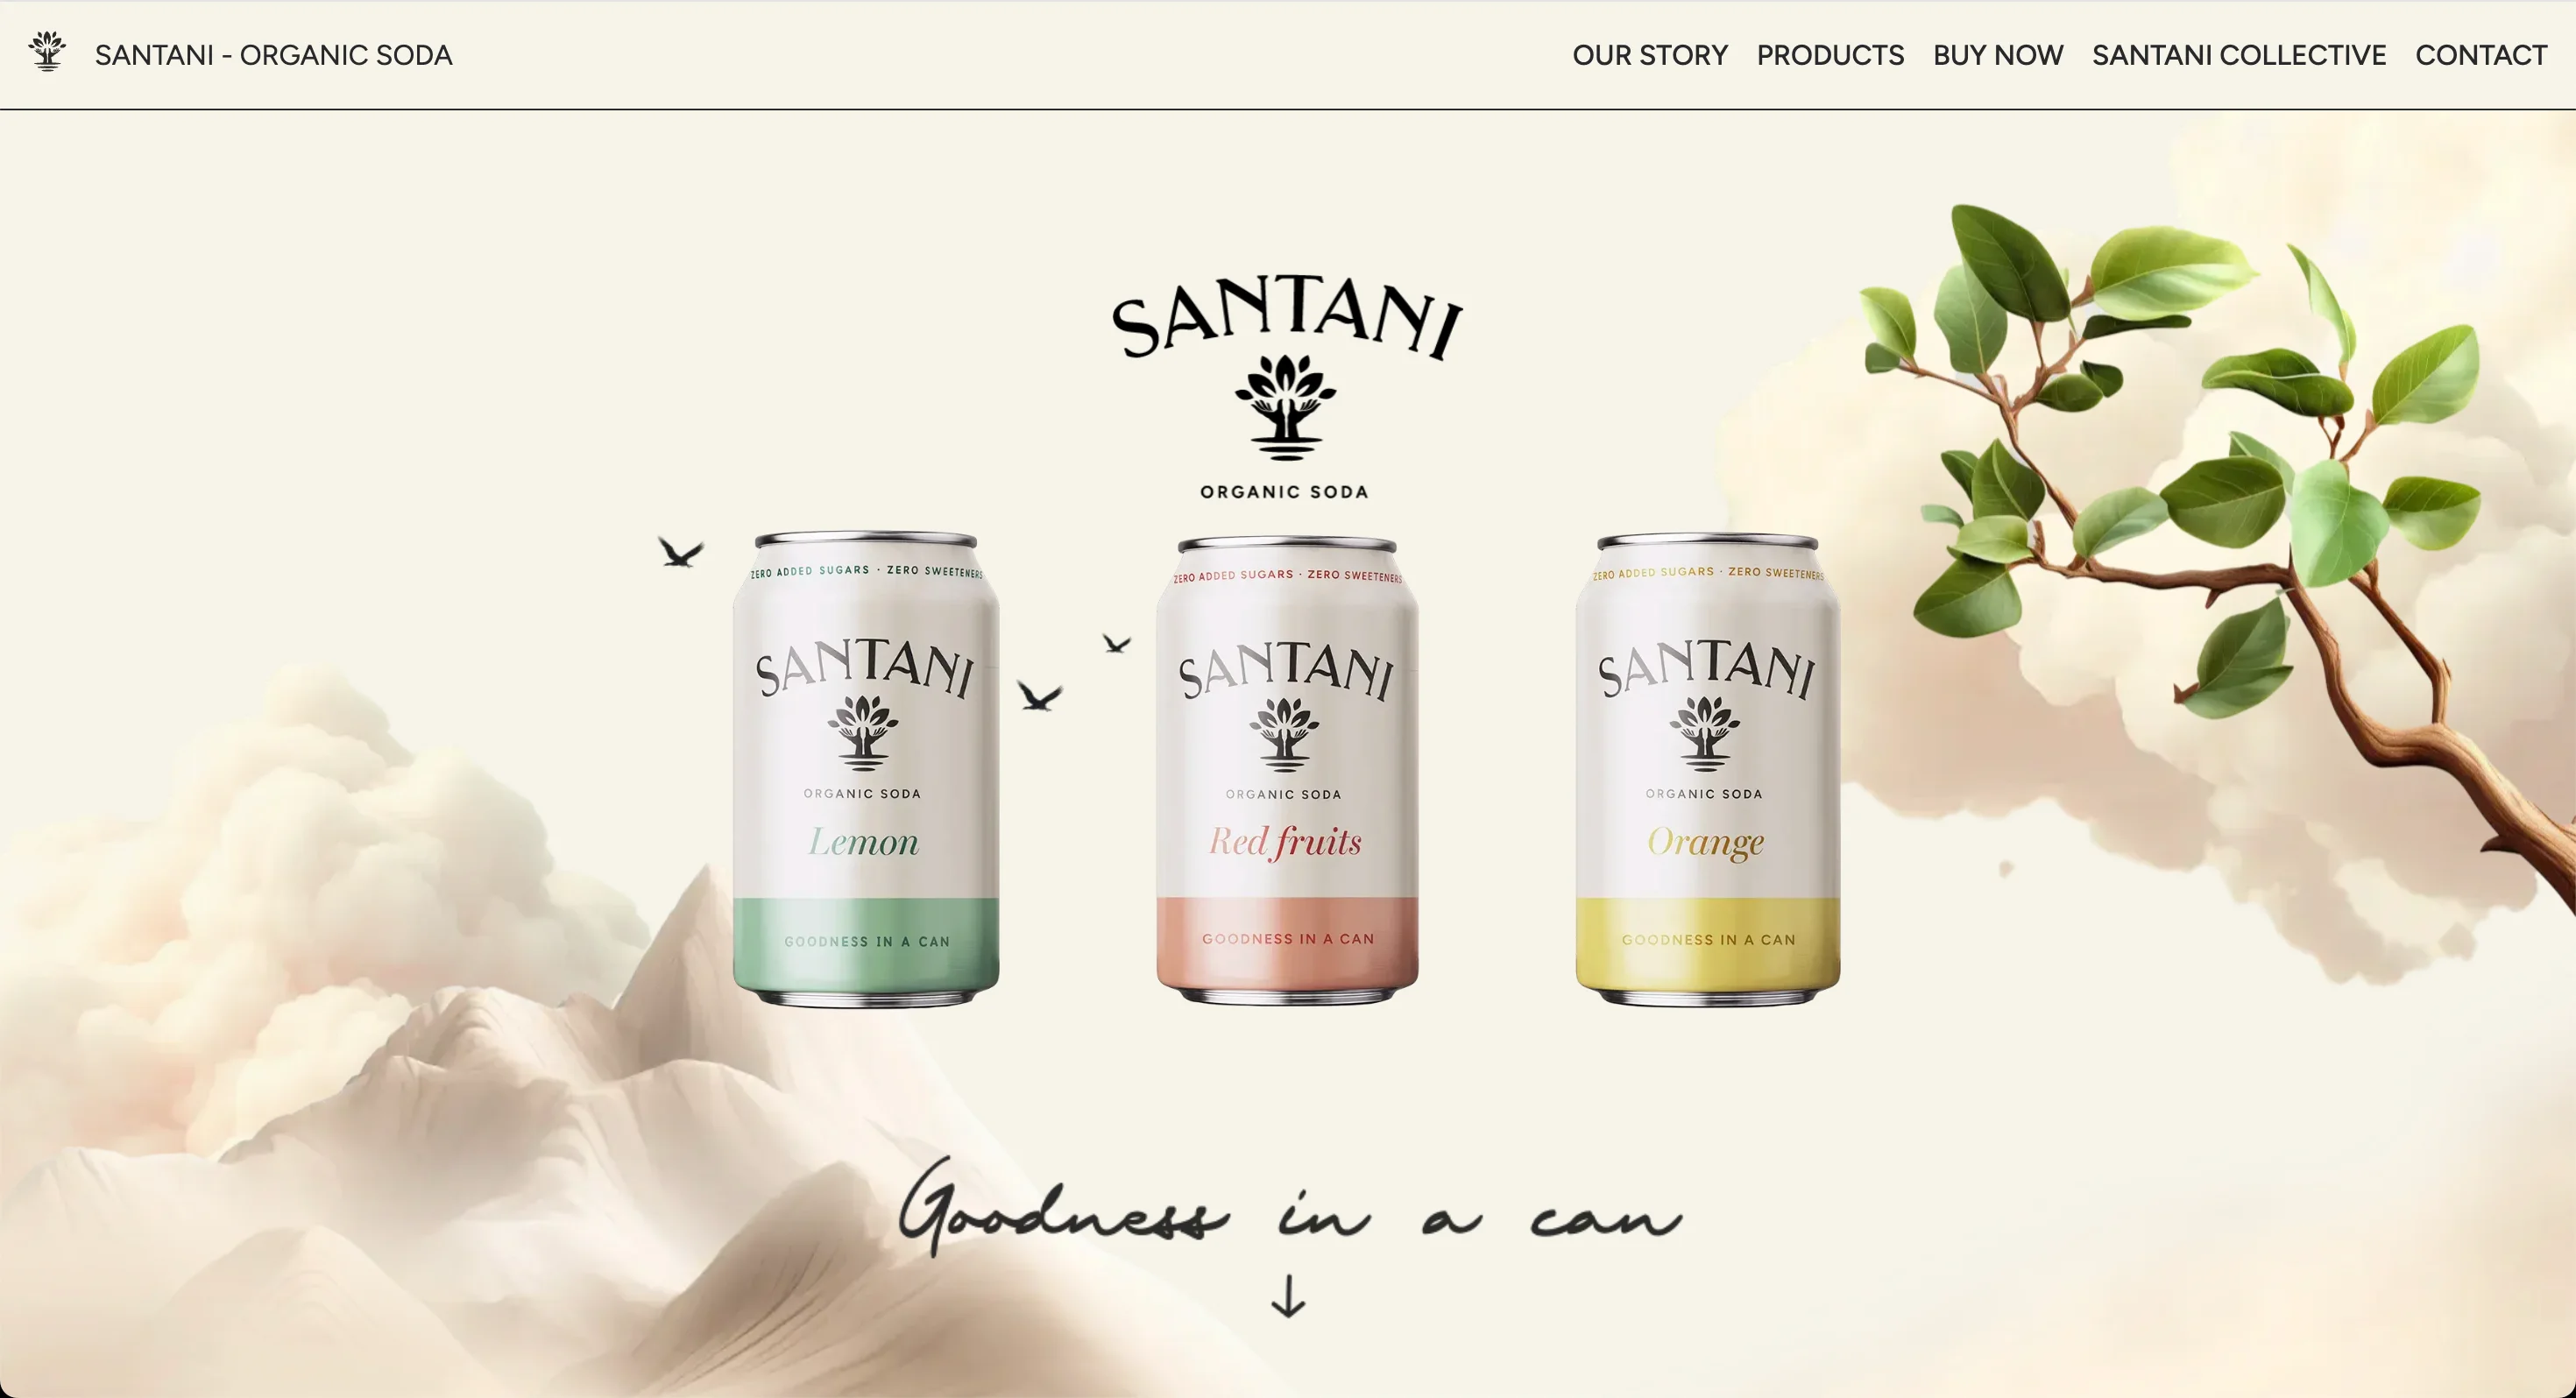 SANTANI - ORGANIC SODA
OUR STORY PRODUCTS BUY NOW SANTANI COLLECTIVE CONTACT
SANTANI
ORGANIC SODA
ZERO ADDED SUGARS · ZERO SWEETENERS
SANTANI
ORGANIC SODA
Lemon
GOODNESS IN A CAN
ZERO ADDED SUGARS · ZERO SWEETENERS
SANTANI
ORGANIC SODA
Red fruits
GOODNESS IN A CAN
ZERO ADDED SUGARS · ZERO SWEETENERS
SANTANI
ORGANIC SODA
Orange
GOODNESS IN A CAN
Goodness in a can